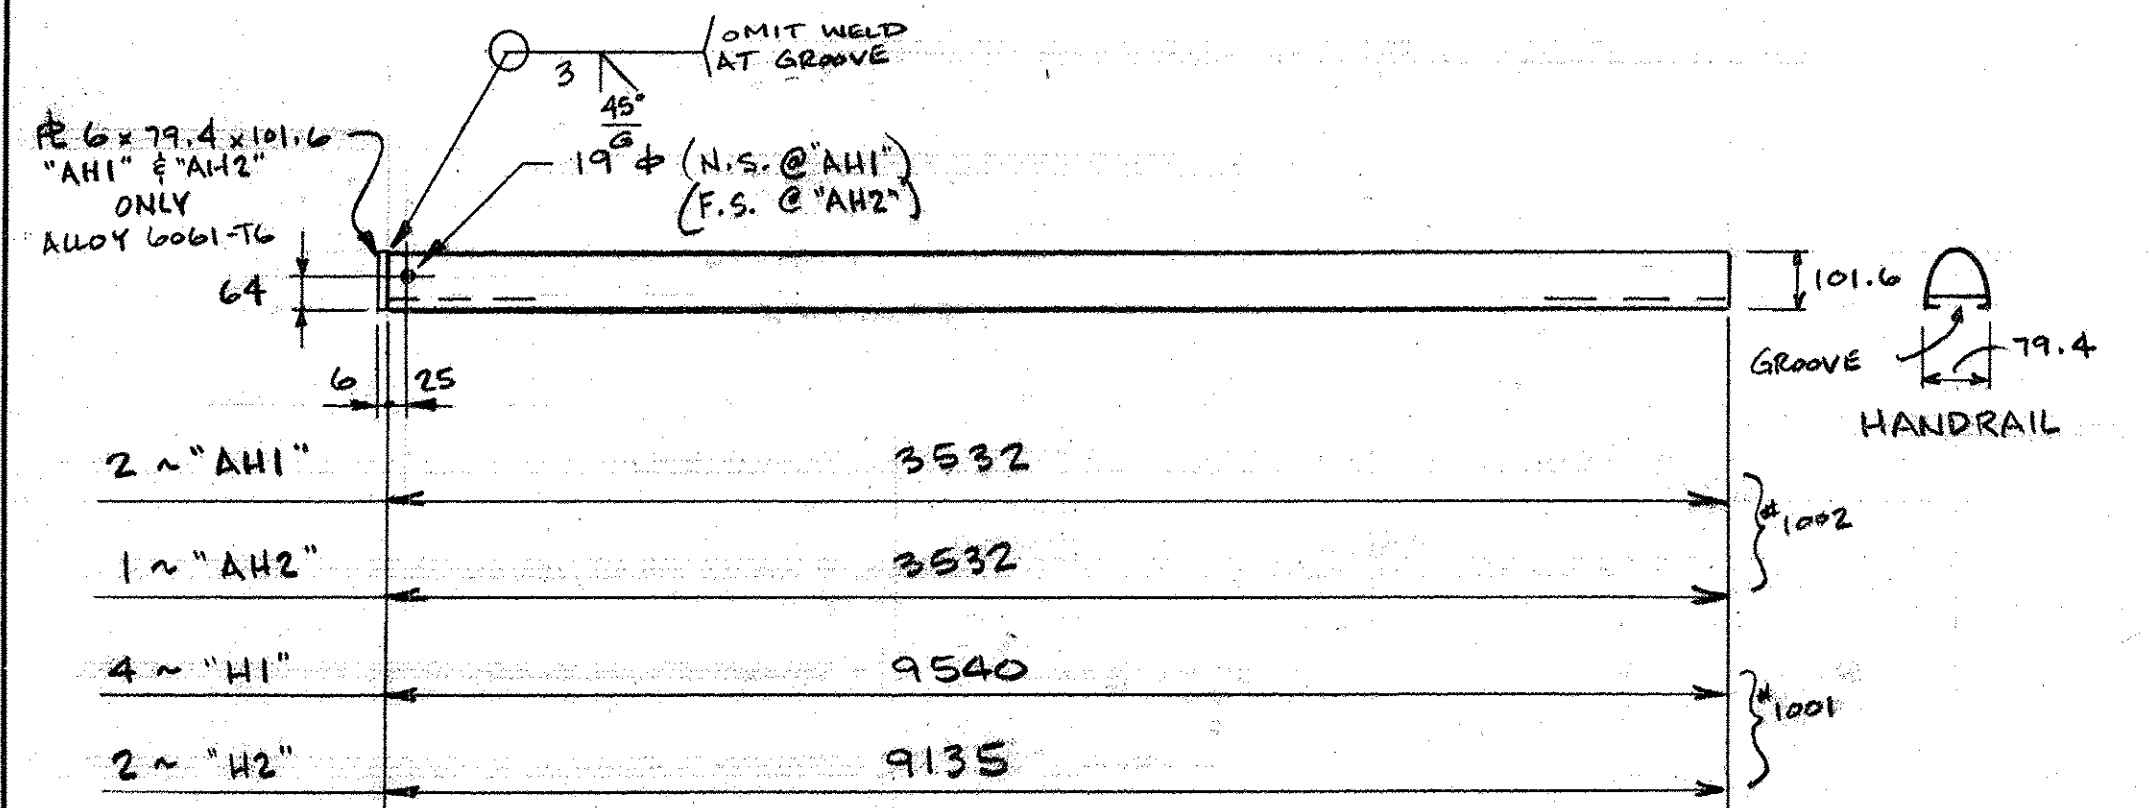 OMIT WELD
AT GROOVE
3
45°
6
℄ 6 x 79.4 x 101.6
"AH1" & "AH2"
ONLY
ALLOY 6061-T6
19 ϕ (N.S. @ "AH1")
(F.S. @ "AH2")
64
101.6
6 25
GROOVE
79.4
HANDRAIL
2 ~ "AH1" 3532
1 ~ "AH2" 3532
#1002
4 ~ "H1" 9540
2 ~ "H2" 9135
#1001